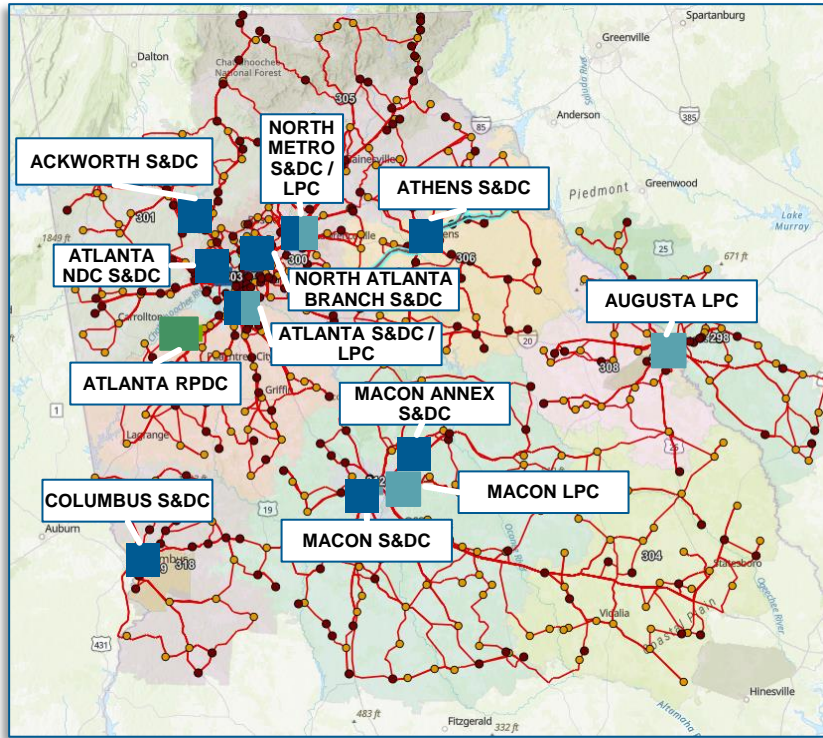 Spartanburg
Dalton
Greenville
Chattahoochee
National Forest
385
305
85
Anderson
NORTH
METRO
S&DC /
LPC
ACKWORTH S&DC
ATHENS S&DC
Piedmont
Greenwood
Lake
Murray
301
1849 ft
25
671 ft
300
306
ATLANTA
NDC S&DC
NORTH ATLANTA
BRANCH S&DC
AUGUSTA LPC
Carrollton
ATLANTA S&DC /
LPC
20
298
308
ATLANTA RPDC
Griffin
MACON ANNEX
S&DC
1
Lagrange
25
COLUMBUS S&DC
MACON LPC
19
Auburn
MACON S&DC
318
304
Statesboro
Vidalia
Coastal Plain
431
Hinesville
483 ft
Fitzgerald
332 ft